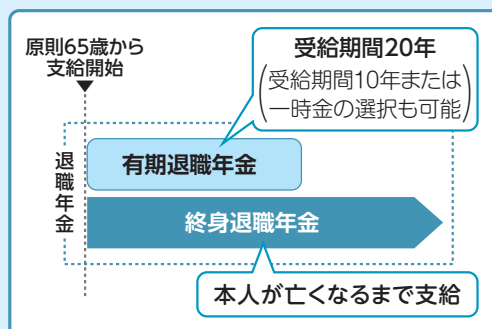 原則65歳から
支給開始
受給期間20年
(受給期間10年または
一時金の選択も可能)
退職年金
有期退職年金
終身退職年金
本人が亡くなるまで支給